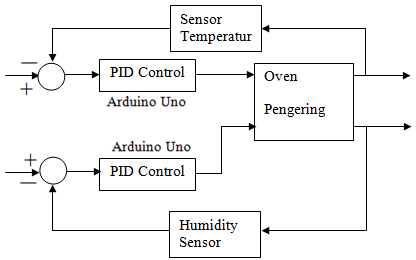 Sensor
Temperatur
−
+
PID Control
Arduino Uno
Oven
Pengering
Arduino Uno
+
−
PID Control
Humidity
Sensor